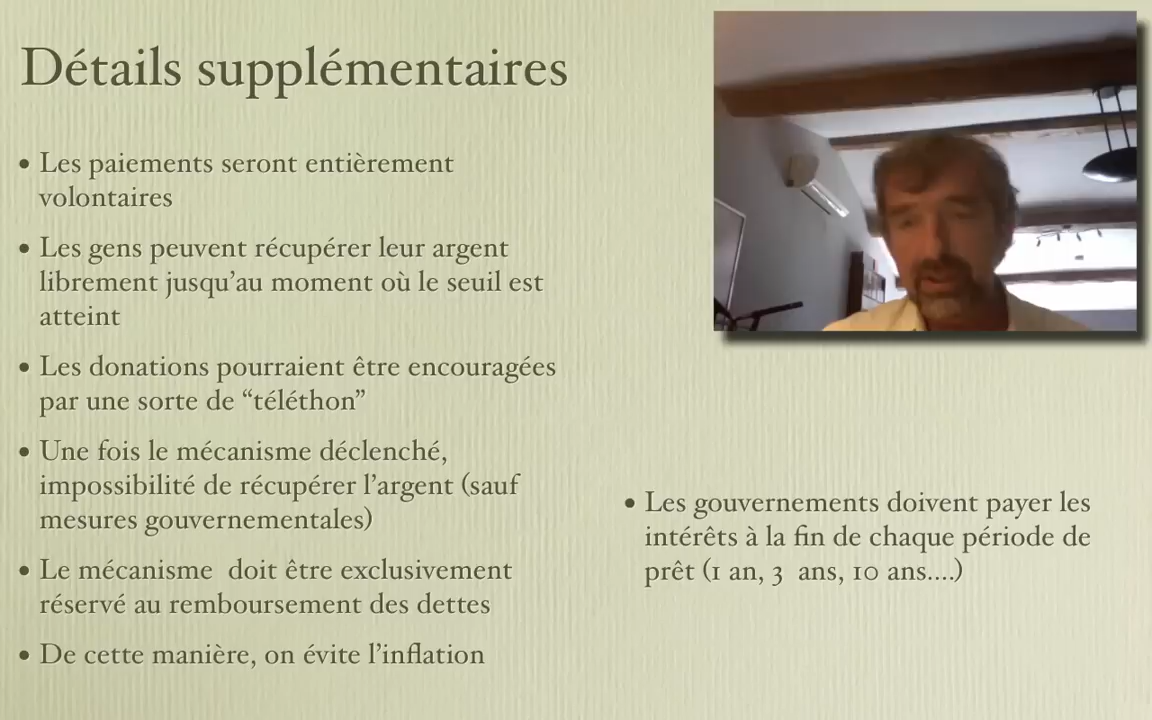 Détails supplémentaires
• Les paiements seront entièrement
volontaires
• Les gens peuvent récupérer leur argent
librement jusqu’au moment où le seuil est
atteint
• Les donations pourraient être encouragées
par une sorte de “téléthon”
• Une fois le mécanisme déclenché,
impossibilité de récupérer l’argent (sauf
mesures gouvernementales)
• Le mécanisme  doit être exclusivement
réservé au remboursement des dettes
• De cette manière, on évite l’inflation
• Les gouvernements doivent payer les
intérêts à la fin de chaque période de
prêt (1 an, 3  ans, 10 ans....)